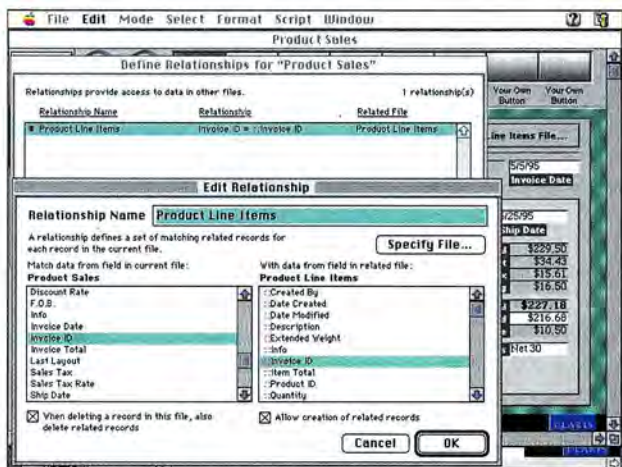 File Edit Mode Select Format Script Window
Product Sales
Define Relationships for "Product Sales"
Relationships provide access to data in other files.
1 relationship(s)
Relationship Name Relationship Related File
Product Line Items Invoice ID = ::Invoice ID Product Line Items
Your Own Button
Your Own Button
Line Items File...
5/5/95
Invoice Date
/25/95
Ship Date
$229.50
$34.43
$15.61
$16.50
$227.18
$216.68
$10.50
Net 30
CLARIS
Edit Relationship
Relationship Name Product Line Items
A relationship defines a set of matching related records for
each record in the current file.
Specify File...
Match data from field in current file:
Product Sales
Discount Rate
F.O.B.
Info
Invoice Date
Invoice ID
Invoice Total
Last Layout
Sales Tax
Sales Tax Rate
Ship Date
With data from field in related file:
Product Line Items
::Created By
::Date Created
::Date Modified
::Description
::Extended Weight
::Info
::Invoice ID
::Item Total
::Product ID
::Quantity
When deleting a record in this file, also
delete related records
Allow creation of related records
Cancel
OK